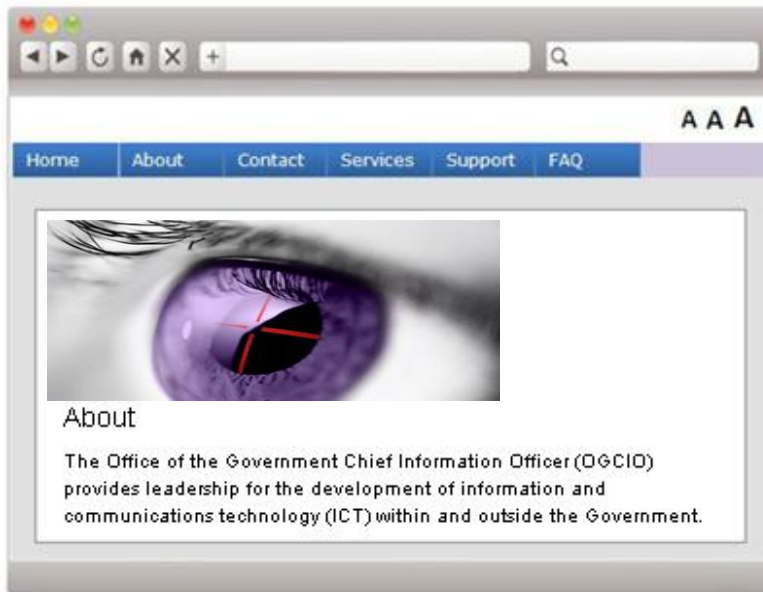 A A A
Home About Contact Services Support FAQ
About
The Office of the Government Chief Information Officer (OGCIO)
provides leadership for the development of information and
communications technology (ICT) within and outside the Government.